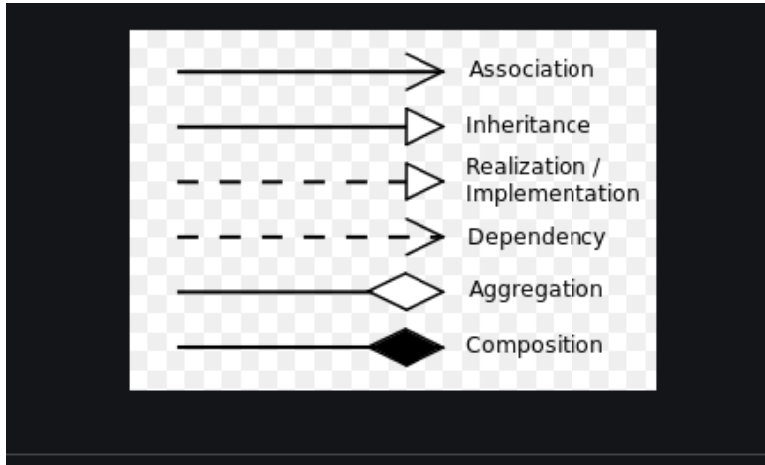 Association
Inheritance
Realization /
Implementation
Dependency
Aggregation
Composition